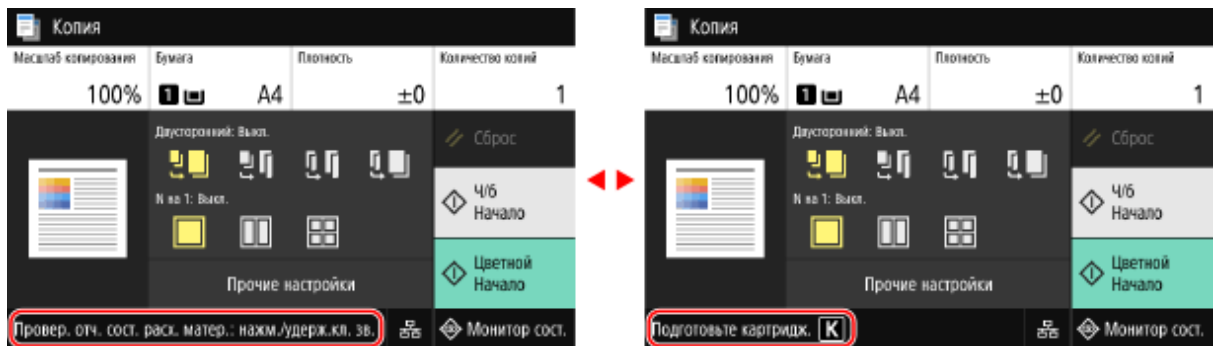 Копия
Масштаб копирования Бумага Плотность Количество копий
100% 1 A4 ±0 1
Двусторонний: Выкл.
Сброс
N на 1: Выкл.
Ч/б
Начало
Цветной
Начало
Прочие настройки
Провер. отч. сост. расх. матер.: нажм./удерж.кл. зв.
Монитор сост.
Копия
Масштаб копирования Бумага Плотность Количество копий
100% 1 A4 ±0 1
Двусторонний: Выкл.
Сброс
N на 1: Выкл.
Ч/б
Начало
Цветной
Начало
Прочие настройки
Подготовьте картридж. K
Монитор сост.